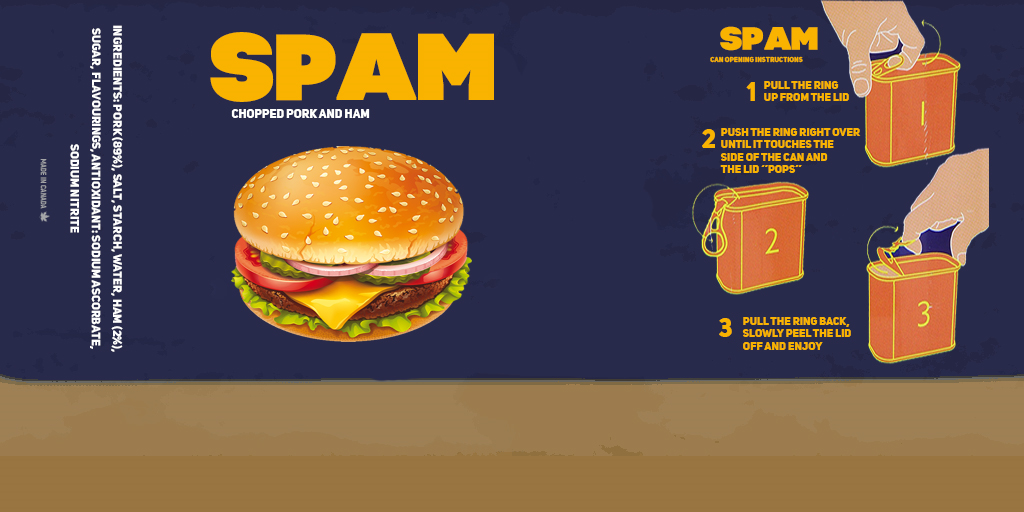 INGREDIENTS: PORK (89%), SALT, STARCH, WATER, HAM (2%),
SUGAR, FLAVOURINGS, ANTIOXIDANT: SODIUM ASCORBATE,
SODIUM NITRITE
MADE IN CANADA
SPAM
CHOPPED PORK AND HAM
SPAM
CAN OPENING INSTRUCTIONS
1 PULL THE RING
UP FROM THE LID
2 PUSH THE RING RIGHT OVER
UNTIL IT TOUCHES THE
SIDE OF THE CAN AND
THE LID "POPS"
3 PULL THE RING BACK,
SLOWLY PEEL THE LID
OFF AND ENJOY
1
2
3